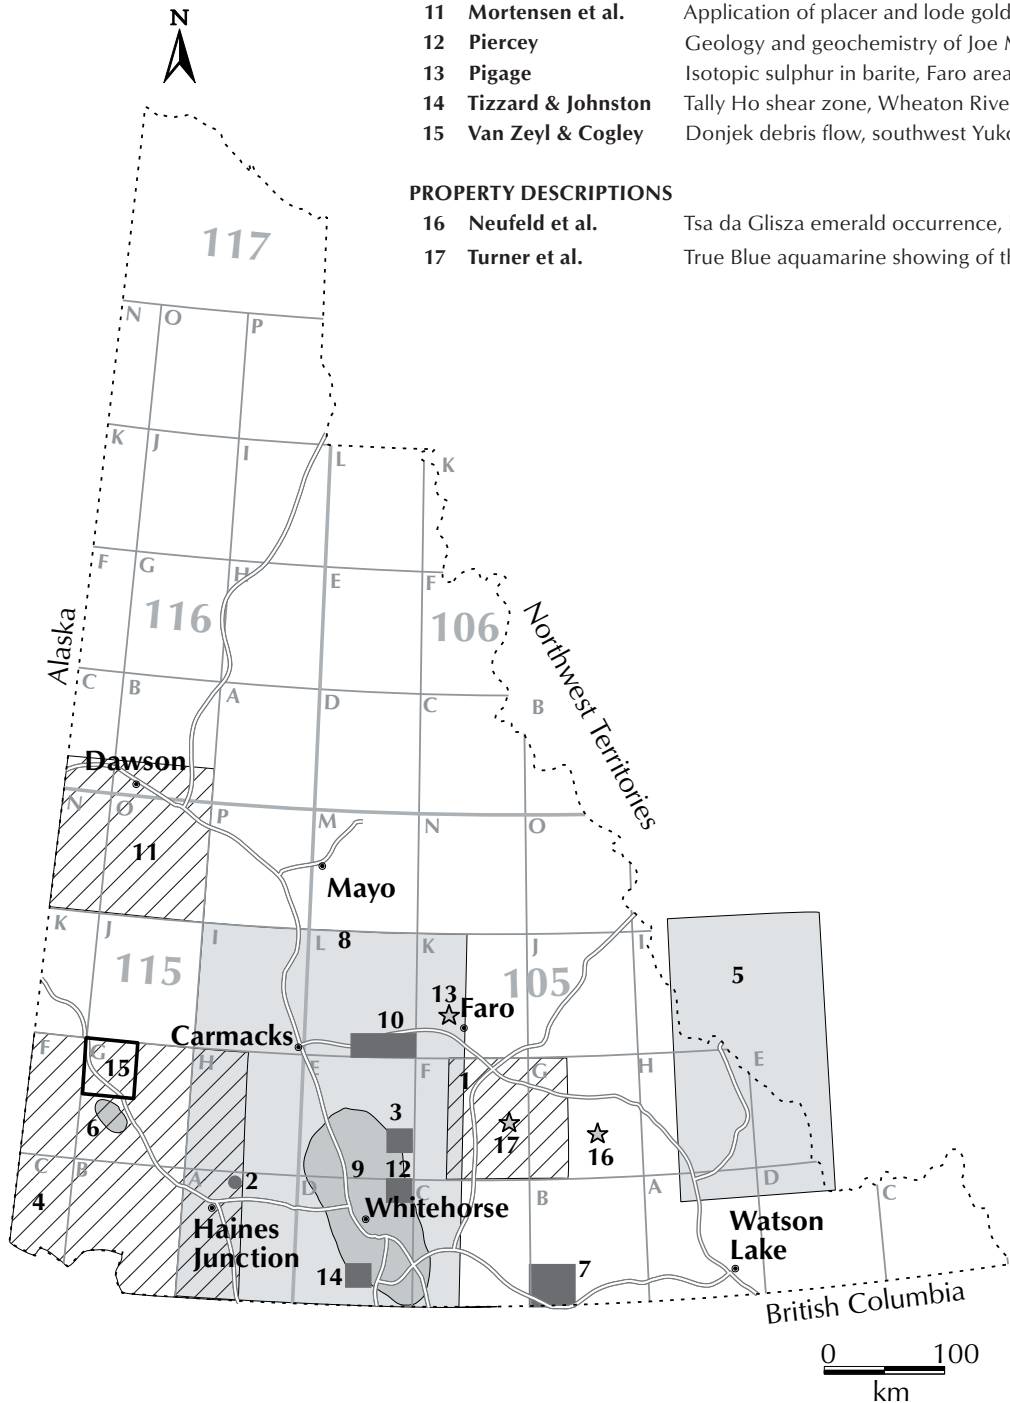 11 Mortensen et al. Application of placer and lode gold
12 Piercey Geology and geochemistry of Joe
13 Pigage Isotopic sulphur in barite, Faro area
14 Tizzard & Johnston Tally Ho shear zone, Wheaton
15 Van Zeyl & Cogley Donjek debris flow, southwest
PROPERTY DESCRIPTIONS
16 Neufeld et al. Tsa da Glisza emerald occurrence,
17 Turner et al. True Blue aquamarine showing of
N
117
N O P
K J I L K
F G H E F
116 106
Alaska
Northwest Territories
C B A D C B
Dawson
N O P M N O
11
Mayo
K J I L 8 K J I
115 105
5
13 Faro
10
Carmacks
F G H E F G H E
15 1
6 3 17 16
C B A D C B A D C
4 2 9 12
Whitehorse
Haines
Junction
Watson
Lake
14 7
British Columbia
0 100
km